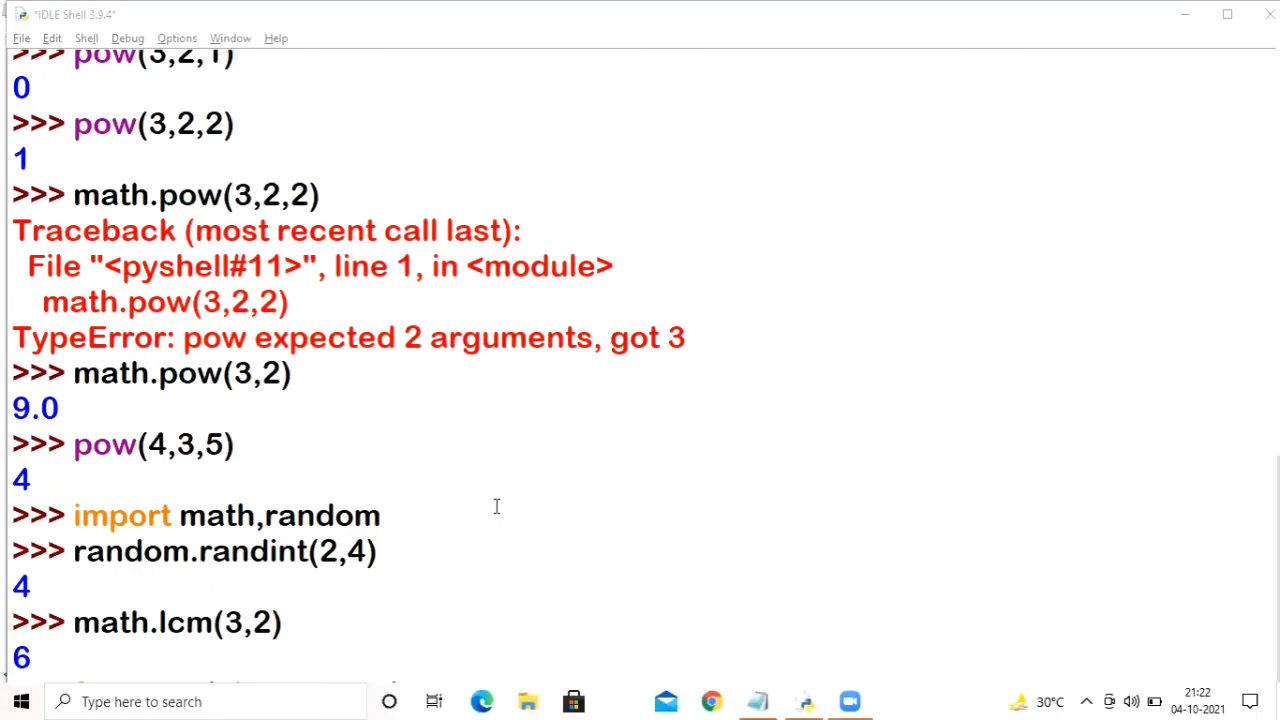 *IDLE Shell 3.9.4*
File Edit Shell Debug Options Window Help
>>> pow(3,2,1)
0
>>> pow(3,2,2)
1
>>> math.pow(3,2,2)
Traceback (most recent call last):
File "<pyshell#11>", line 1, in <module>
math.pow(3,2,2)
TypeError: pow expected 2 arguments, got 3
>>> math.pow(3,2)
9.0
>>> pow(4,3,5)
4
>>> import math,random
>>> random.randint(2,4)
4
>>> math.lcm(3,2)
6
Type here to search
30°C
21:22
04-10-2021